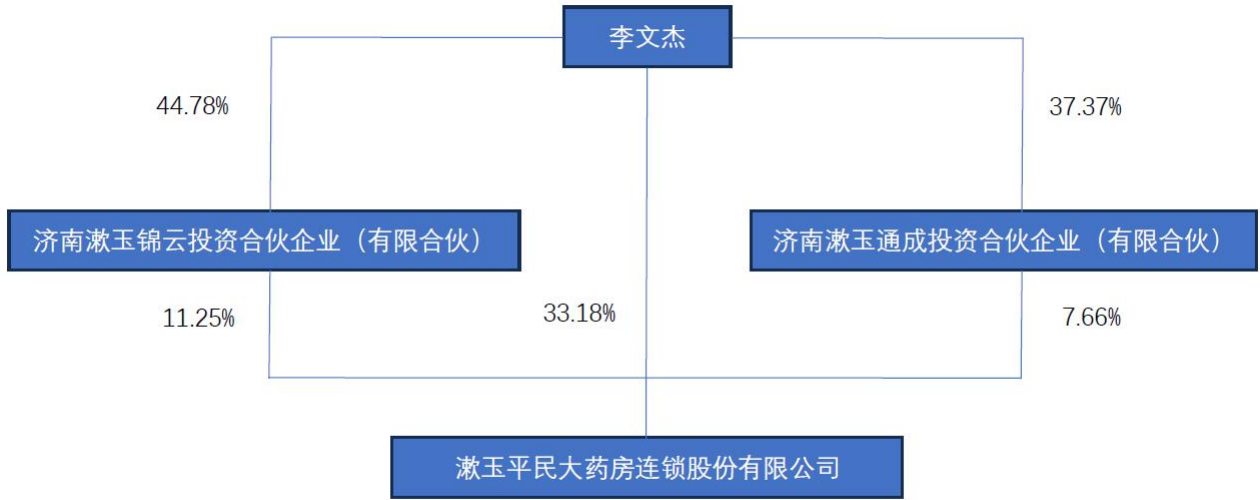 李文杰
44.78%
37.37%
济南漱玉锦云投资合伙企业（有限合伙）
济南漱玉通成投资合伙企业（有限合伙）
11.25%
33.18%
7.66%
漱玉平民大药房连锁股份有限公司